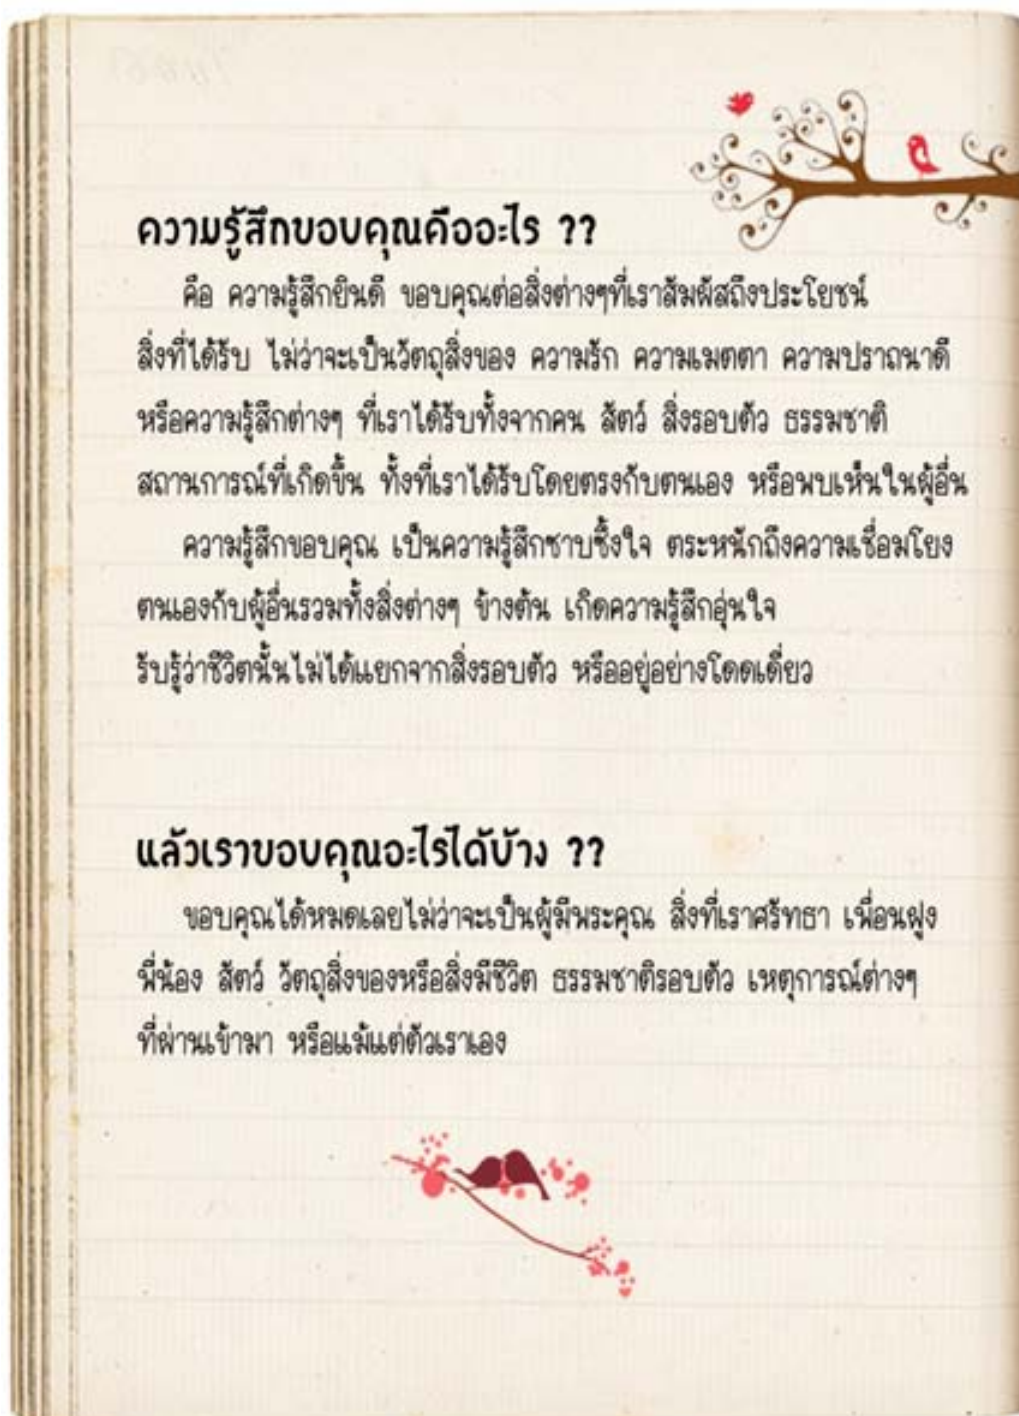 ความรู้สึกขอบคุณคืออะไร ??
คือ ความรู้สึกยินดี ขอบคุณต่อสิ่งต่างๆที่เราสัมผัสถึงประโยชน์
สิ่งที่ได้รับ ไม่ว่าจะเป็นวัตถุสิ่งของ ความรัก ความเมตตา ความปราถนาดี
หรือความรู้สึกต่างๆ ที่เราได้รับทั้งจากคน สัตว์ สิ่งรอบตัว ธรรมชาติ
สถานการณ์ที่เกิดขึ้น ทั้งที่เราได้รับโดยตรงกับตนเอง หรือพบเห็นในผู้อื่น
ความรู้สึกขอบคุณ เป็นความรู้สึกซาบซึ้งใจ ตระหนักถึงความเชื่อมโยง
ตนเองกับผู้อื่นรวมทั้งสิ่งต่างๆ ข้างต้น เกิดความรู้สึกอุ่นใจ
รับรู้ว่าชีวิตนั้นไม่ได้แยกจากสิ่งรอบตัว หรืออยู่อย่างโดดเดี่ยว
แล้วเราขอบคุณอะไรได้บ้าง ??
ขอบคุณได้หมดเลยไม่ว่าจะเป็นผู้มีพระคุณ สิ่งที่เราศรัทธา เพื่อนฝูง
พี่น้อง สัตว์ วัตถุสิ่งของหรือสิ่งมีชีวิต ธรรมชาติรอบตัว เหตุการณ์ต่างๆ
ที่ผ่านเข้ามา หรือแม้แต่ตัวเราเอง